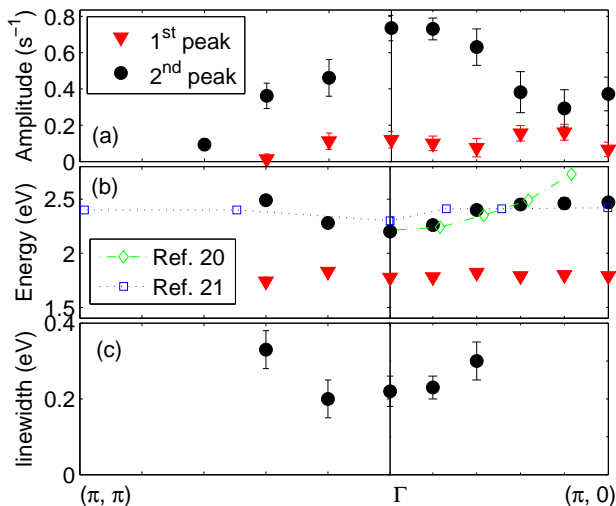 0.8
0.6
0.4
0.2
0
Amplitude (s⁻¹)
1ˢᵗ peak
2ⁿᵈ peak
(a)
2.5
2
1.5
Energy (eV)
(b)
Ref. 20
Ref. 21
0.4
0.2
0
linewidth (eV)
(c)
(π, π)
Γ
(π, 0)